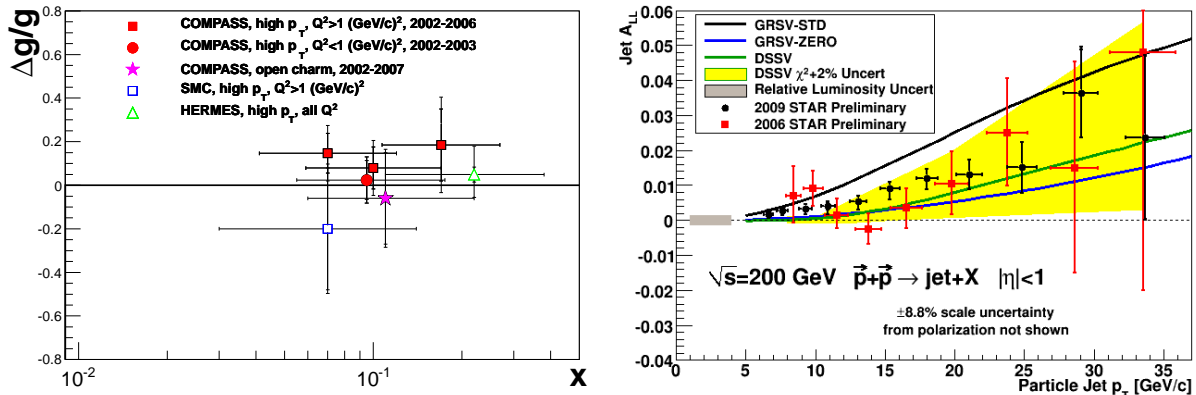 Δg/g
0.8
0.6
0.4
0.2
0
-0.2
-0.4
-0.6
-0.8
COMPASS, high p_T, Q²>1 (GeV/c)², 2002-2006
COMPASS, high p_T, Q²<1 (GeV/c)², 2002-2003
COMPASS, open charm, 2002-2007
SMC, high p_T, Q²>1 (GeV/c)²
HERMES, high p_T, all Q²
10⁻²
10⁻¹
x
Jet A_LL
0.06
0.05
0.04
0.03
0.02
0.01
0
-0.01
-0.02
-0.03
-0.04
GRSV-STD
GRSV-ZERO
DSSV
DSSV χ²+2% Uncert
Relative Luminosity Uncert
2009 STAR Preliminary
2006 STAR Preliminary
√s=200 GeV p⃗+p⃗ → jet+X |η|<1
±8.8% scale uncertainty
from polarization not shown
0 5 10 15 20 25 30 35
Particle Jet p_T [GeV/c]